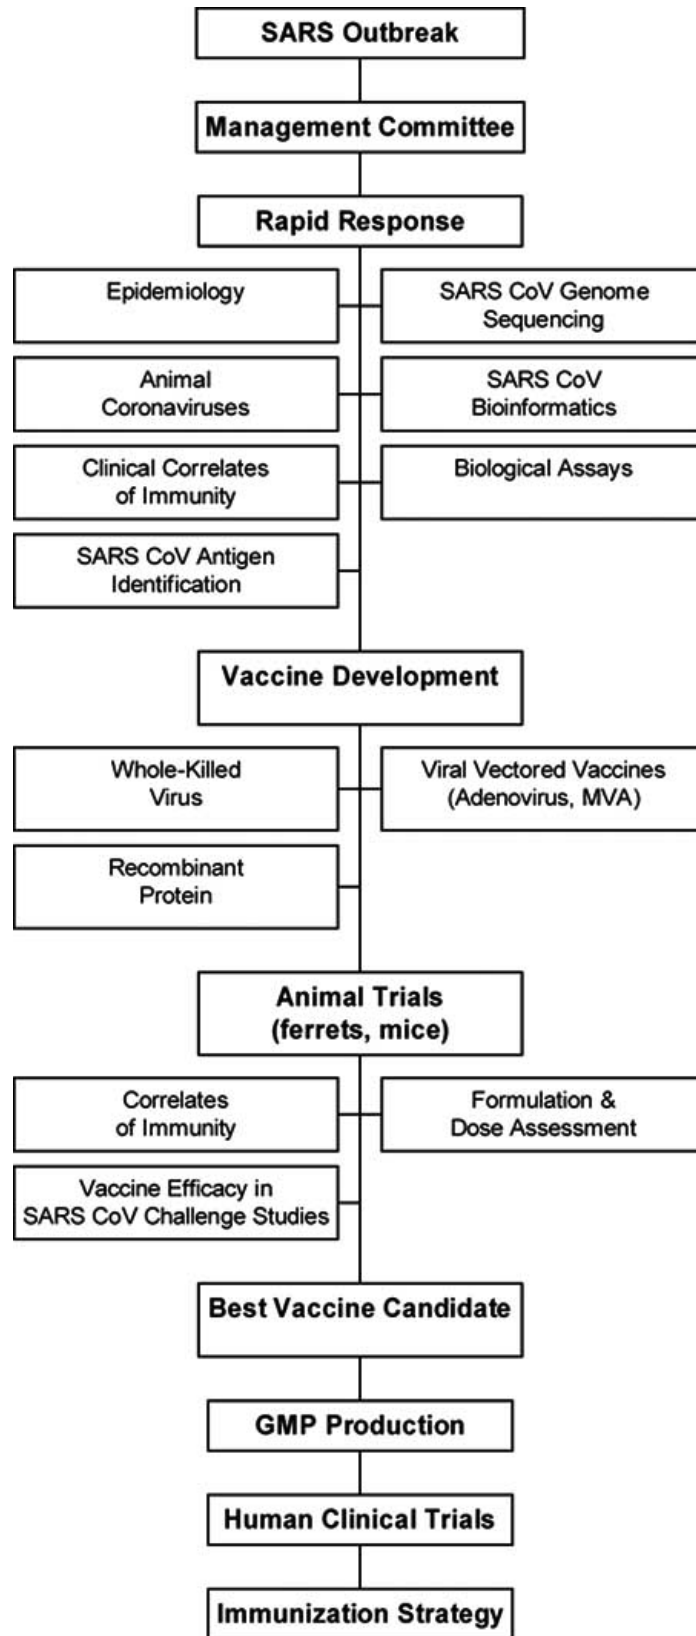 SARS Outbreak
Management Committee
Rapid Response
Epidemiology
SARS CoV Genome
Sequencing
Animal
Coronaviruses
SARS CoV
Bioinformatics
Clinical Correlates
of Immunity
Biological Assays
SARS CoV Antigen
Identification
Vaccine Development
Whole-Killed
Virus
Viral Vectored Vaccines
(Adenovirus, MVA)
Recombinant
Protein
Animal Trials
(ferrets, mice)
Correlates
of Immunity
Formulation &
Dose Assessment
Vaccine Efficacy in
SARS CoV Challenge Studies
Best Vaccine Candidate
GMP Production
Human Clinical Trials
Immunization Strategy